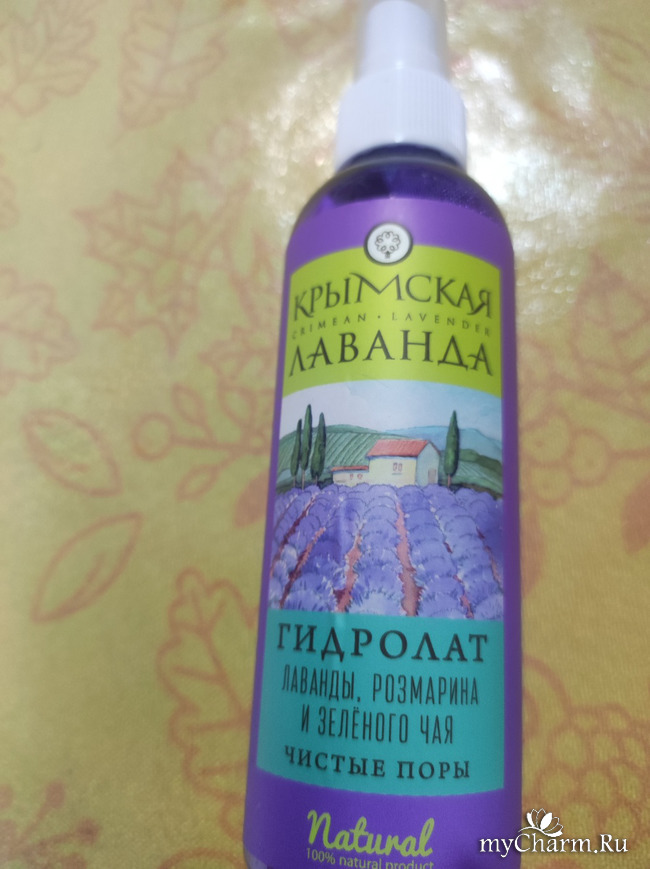 КРЫМСКАЯ
CRIMEAN • LAVENDER
ЛАВАНДА
ГИДРОЛАТ
ЛАВАНДЫ, РОЗМАРИНА
И ЗЕЛЁНОГО ЧАЯ
ЧИСТЫЕ ПОРЫ
Natural
100% natural product
myCharm.Ru